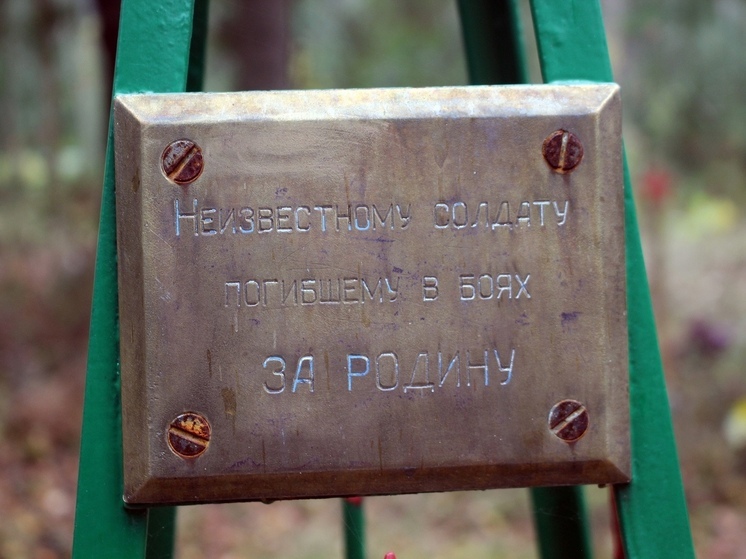 Неизвестному солдату
погибшему в боях
за Родину